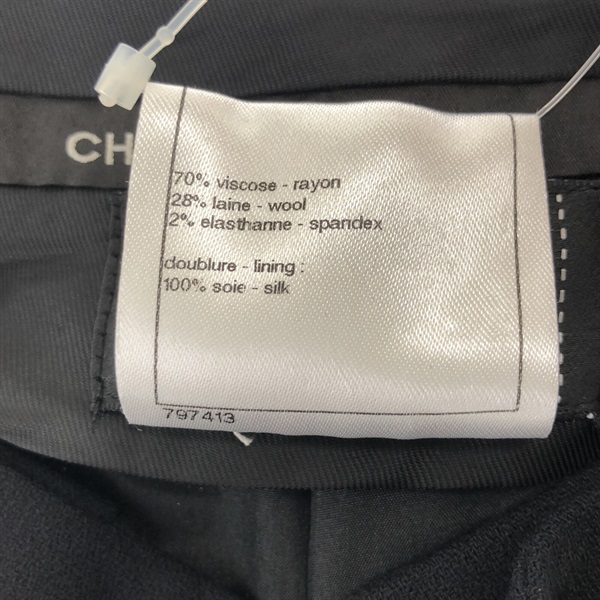 CH
70% viscose - rayon
28% laine - wool
2% elasthanne - spandex
doublure - lining :
100% soie - silk
797413